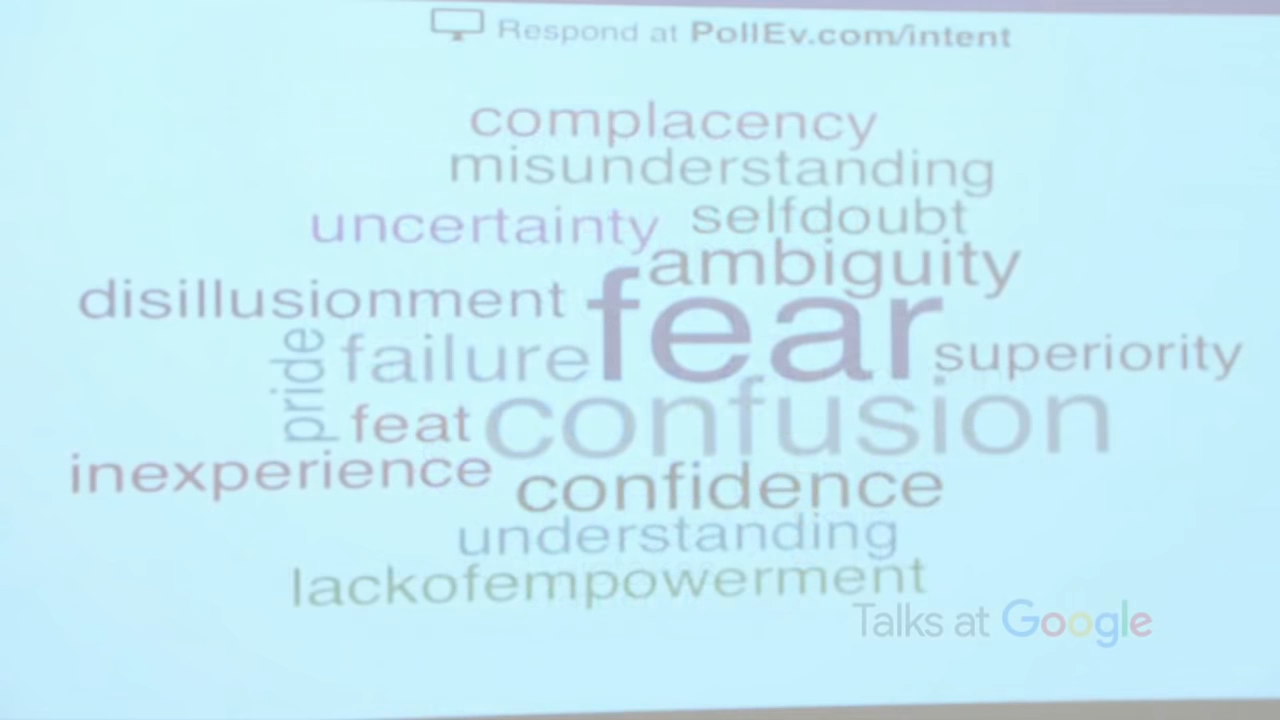 Respond at PollEv.com/intent
complacency
misunderstanding
uncertainty selfdoubt
ambiguity
disillusionment fear
pride failure superiority
feat confusion
inexperience confidence
understanding
lackofempowerment
Talks at Google